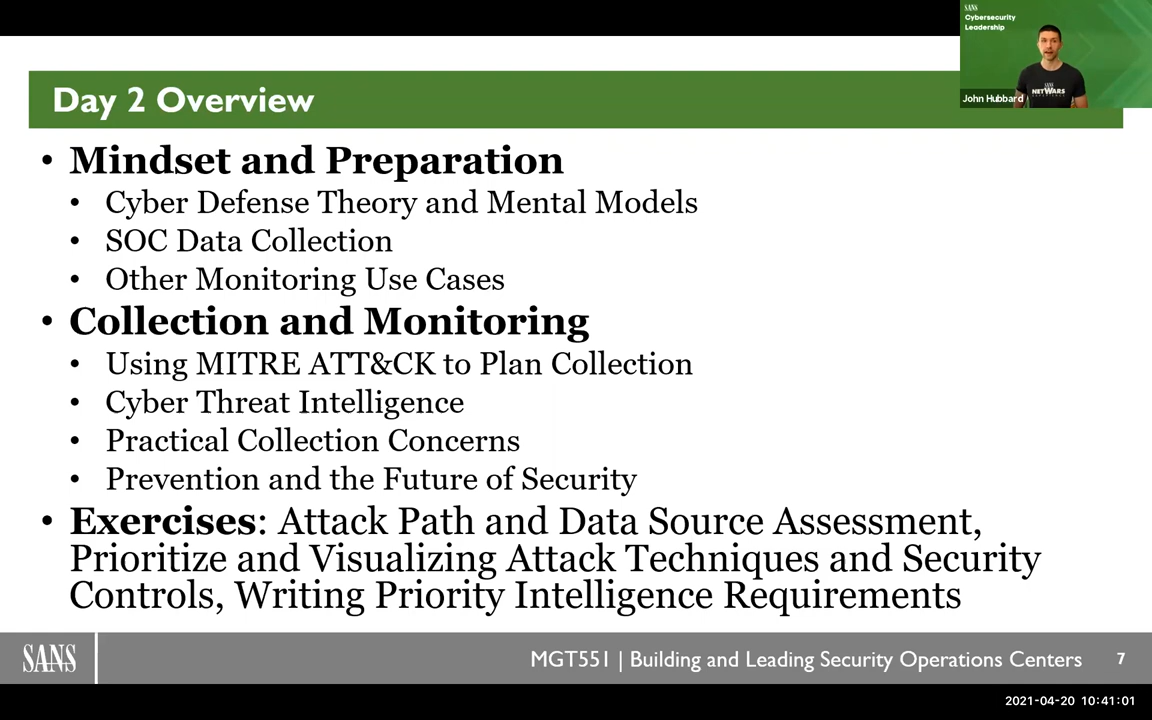 SANS
Cybersecurity
Leadership
NETWARS
John Hubbard
Day 2 Overview
• Mindset and Preparation
• Cyber Defense Theory and Mental Models
• SOC Data Collection
• Other Monitoring Use Cases
• Collection and Monitoring
• Using MITRE ATT&CK to Plan Collection
• Cyber Threat Intelligence
• Practical Collection Concerns
• Prevention and the Future of Security
• Exercises: Attack Path and Data Source Assessment,
Prioritize and Visualizing Attack Techniques and Security
Controls, Writing Priority Intelligence Requirements
SANS
MGT551 | Building and Leading Security Operations Centers
7
2021-04-20 10:41:01